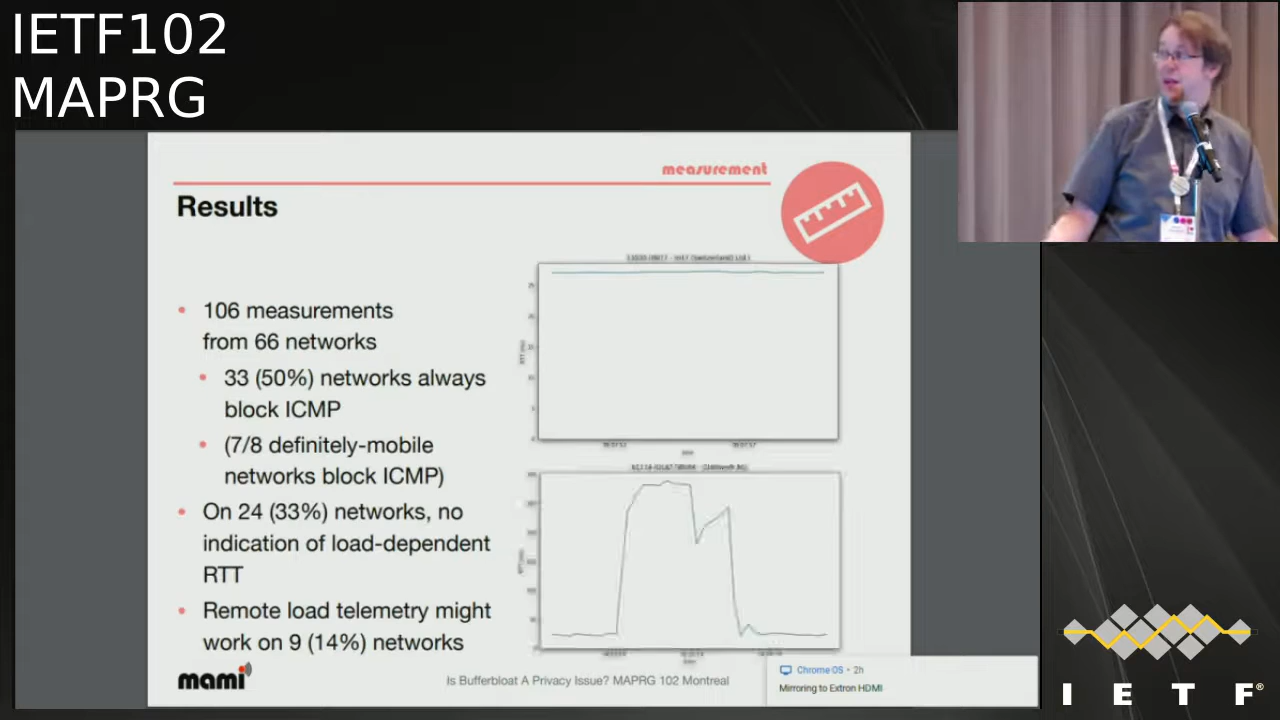 IETF102
MAPRG
measurement
Results
106 measurements
from 66 networks
33 (50%) networks always
block ICMP
(7/8 definitely-mobile
networks block ICMP)
On 24 (33%) networks, no
indication of load-dependent
RTT
Remote load telemetry might
work on 9 (14%) networks
mami
Is Bufferbloat A Privacy Issue? MAPRG 102 Montreal
Chrome OS • 2h
Mirroring to Extron HDMI
I E T F®